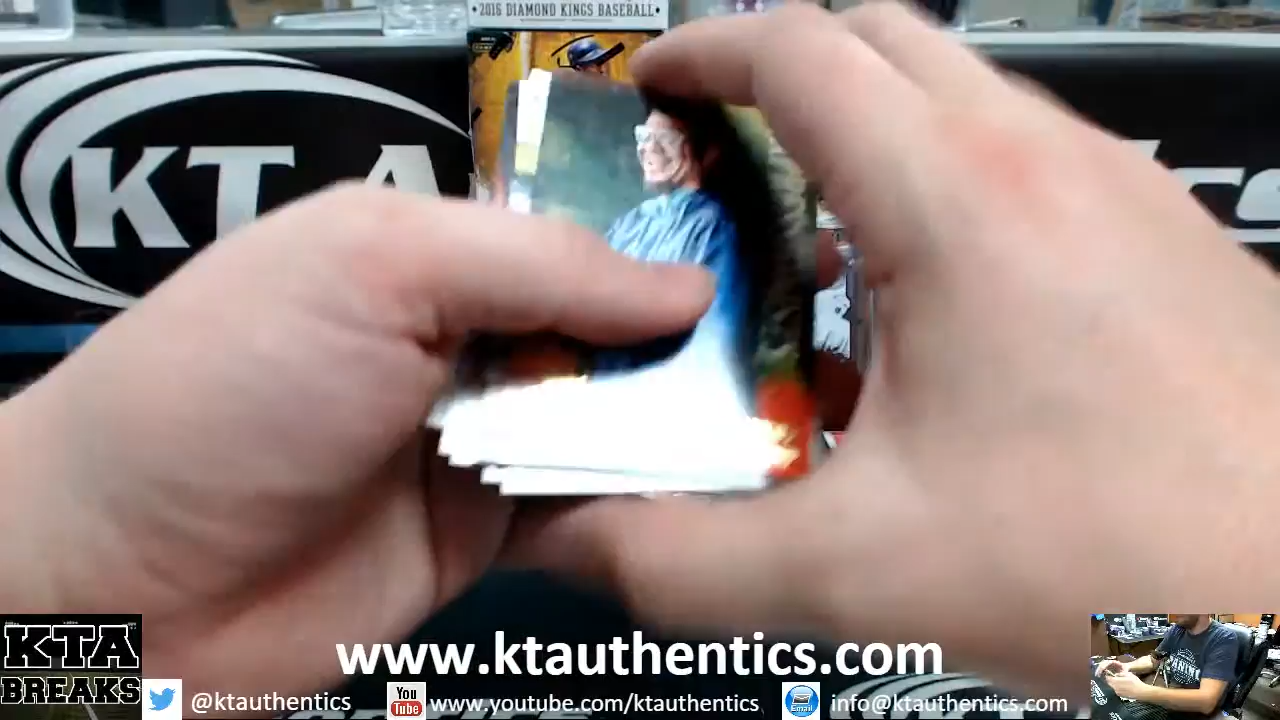 • 2016 DIAMOND KINGS BASEBALL •
KTA
www.ktauthentics.com
KTA
BREAKS
@ktauthentics
You
Tube
www.youtube.com/ktauthentics
Email
info@ktauthentics.com